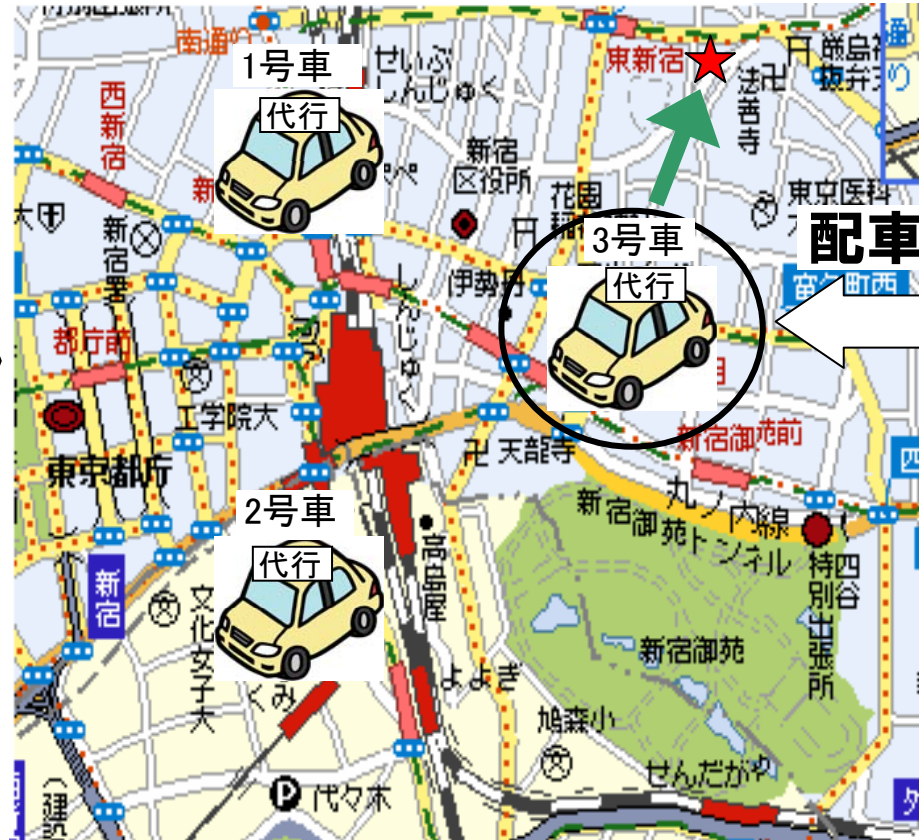 南通の
1号車
代行
せいぶ
しんじゅく
東新宿
法善寺
西新宿
新宿
区役所
花園
東京医科
新宿署
3号車
代行
配車
伊勢丹
富久町西
しんじゅく
都庁前
工学院大
東京都庁
天龍寺
新宿御苑前
新宿御苑トンネル
丸ノ内線
2号車
代行
高島屋
新宿
文化女子大
四谷
特別出張所
新宿御苑
よよぎ
鳩森小
せんだがや
P 代々木